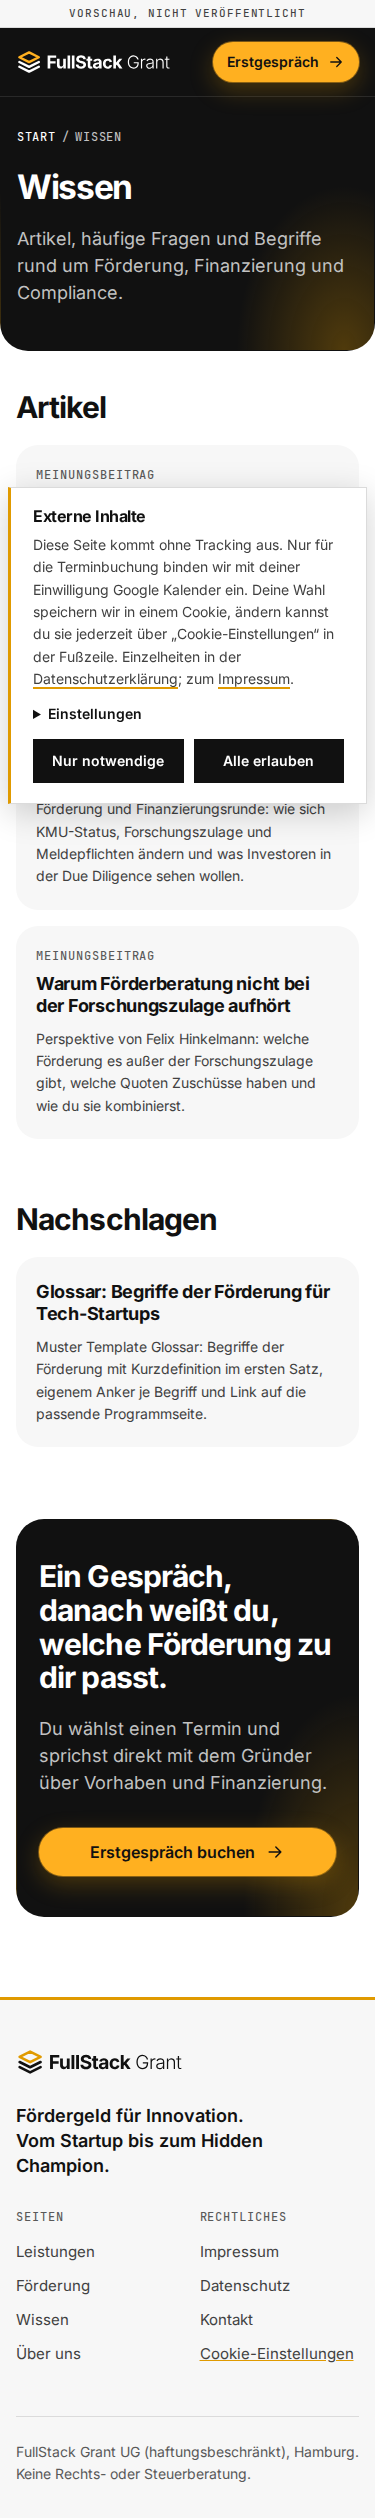 VORSCHAU, NICHT VERÖFFENTLICHT
FullStack Grant
Erstgespräch →
START / WISSEN
Wissen
Artikel, häufige Fragen und Begriffe
rund um Förderung, Finanzierung und
Compliance.
Artikel
MEINUNGSBEITRAG
Externe Inhalte
Diese Seite kommt ohne Tracking aus. Nur für
die Terminbuchung binden wir mit deiner
Einwilligung Google Kalender ein. Deine Wahl
speichern wir in einem Cookie, ändern kannst
du sie jederzeit über „Cookie-Einstellungen“ in
der Fußzeile. Einzelheiten in der
Datenschutzerklärung; zum Impressum.
Einstellungen
Nur notwendige
Alle erlauben
Förderung und Finanzierungsrunde: wie sich
KMU-Status, Forschungszulage und
Meldepflichten ändern und was Investoren in
der Due Diligence sehen wollen.
MEINUNGSBEITRAG
Warum Förderberatung nicht bei
der Forschungszulage aufhört
Perspektive von Felix Hinkelmann: welche
Förderung es außer der Forschungszulage
gibt, welche Quoten Zuschüsse haben und
wie du sie kombinierst.
Nachschlagen
Glossar: Begriffe der Förderung für
Tech-Startups
Muster Template Glossar: Begriffe der
Förderung mit Kurzdefinition im ersten Satz,
eigenem Anker je Begriff und Link auf die
passende Programmseite.
Ein Gespräch,
danach weißt du,
welche Förderung zu
dir passt.
Du wählst einen Termin und
sprichst direkt mit dem Gründer
über Vorhaben und Finanzierung.
Erstgespräch buchen →
FullStack Grant
Fördergeld für Innovation.
Vom Startup bis zum Hidden
Champion.
SEITEN
Leistungen
Förderung
Wissen
Über uns
RECHTLICHES
Impressum
Datenschutz
Kontakt
Cookie-Einstellungen
FullStack Grant UG (haftungsbeschränkt), Hamburg.
Keine Rechts- oder Steuerberatung.